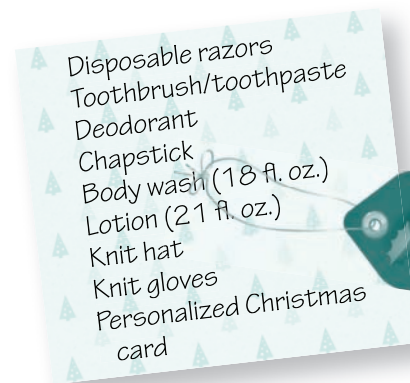 Disposable razors
Toothbrush/toothpaste
Deodorant
Chapstick
Body wash (18 fl. oz.)
Lotion (21 fl. oz.)
Knit hat
Knit gloves
Personalized Christmas
card